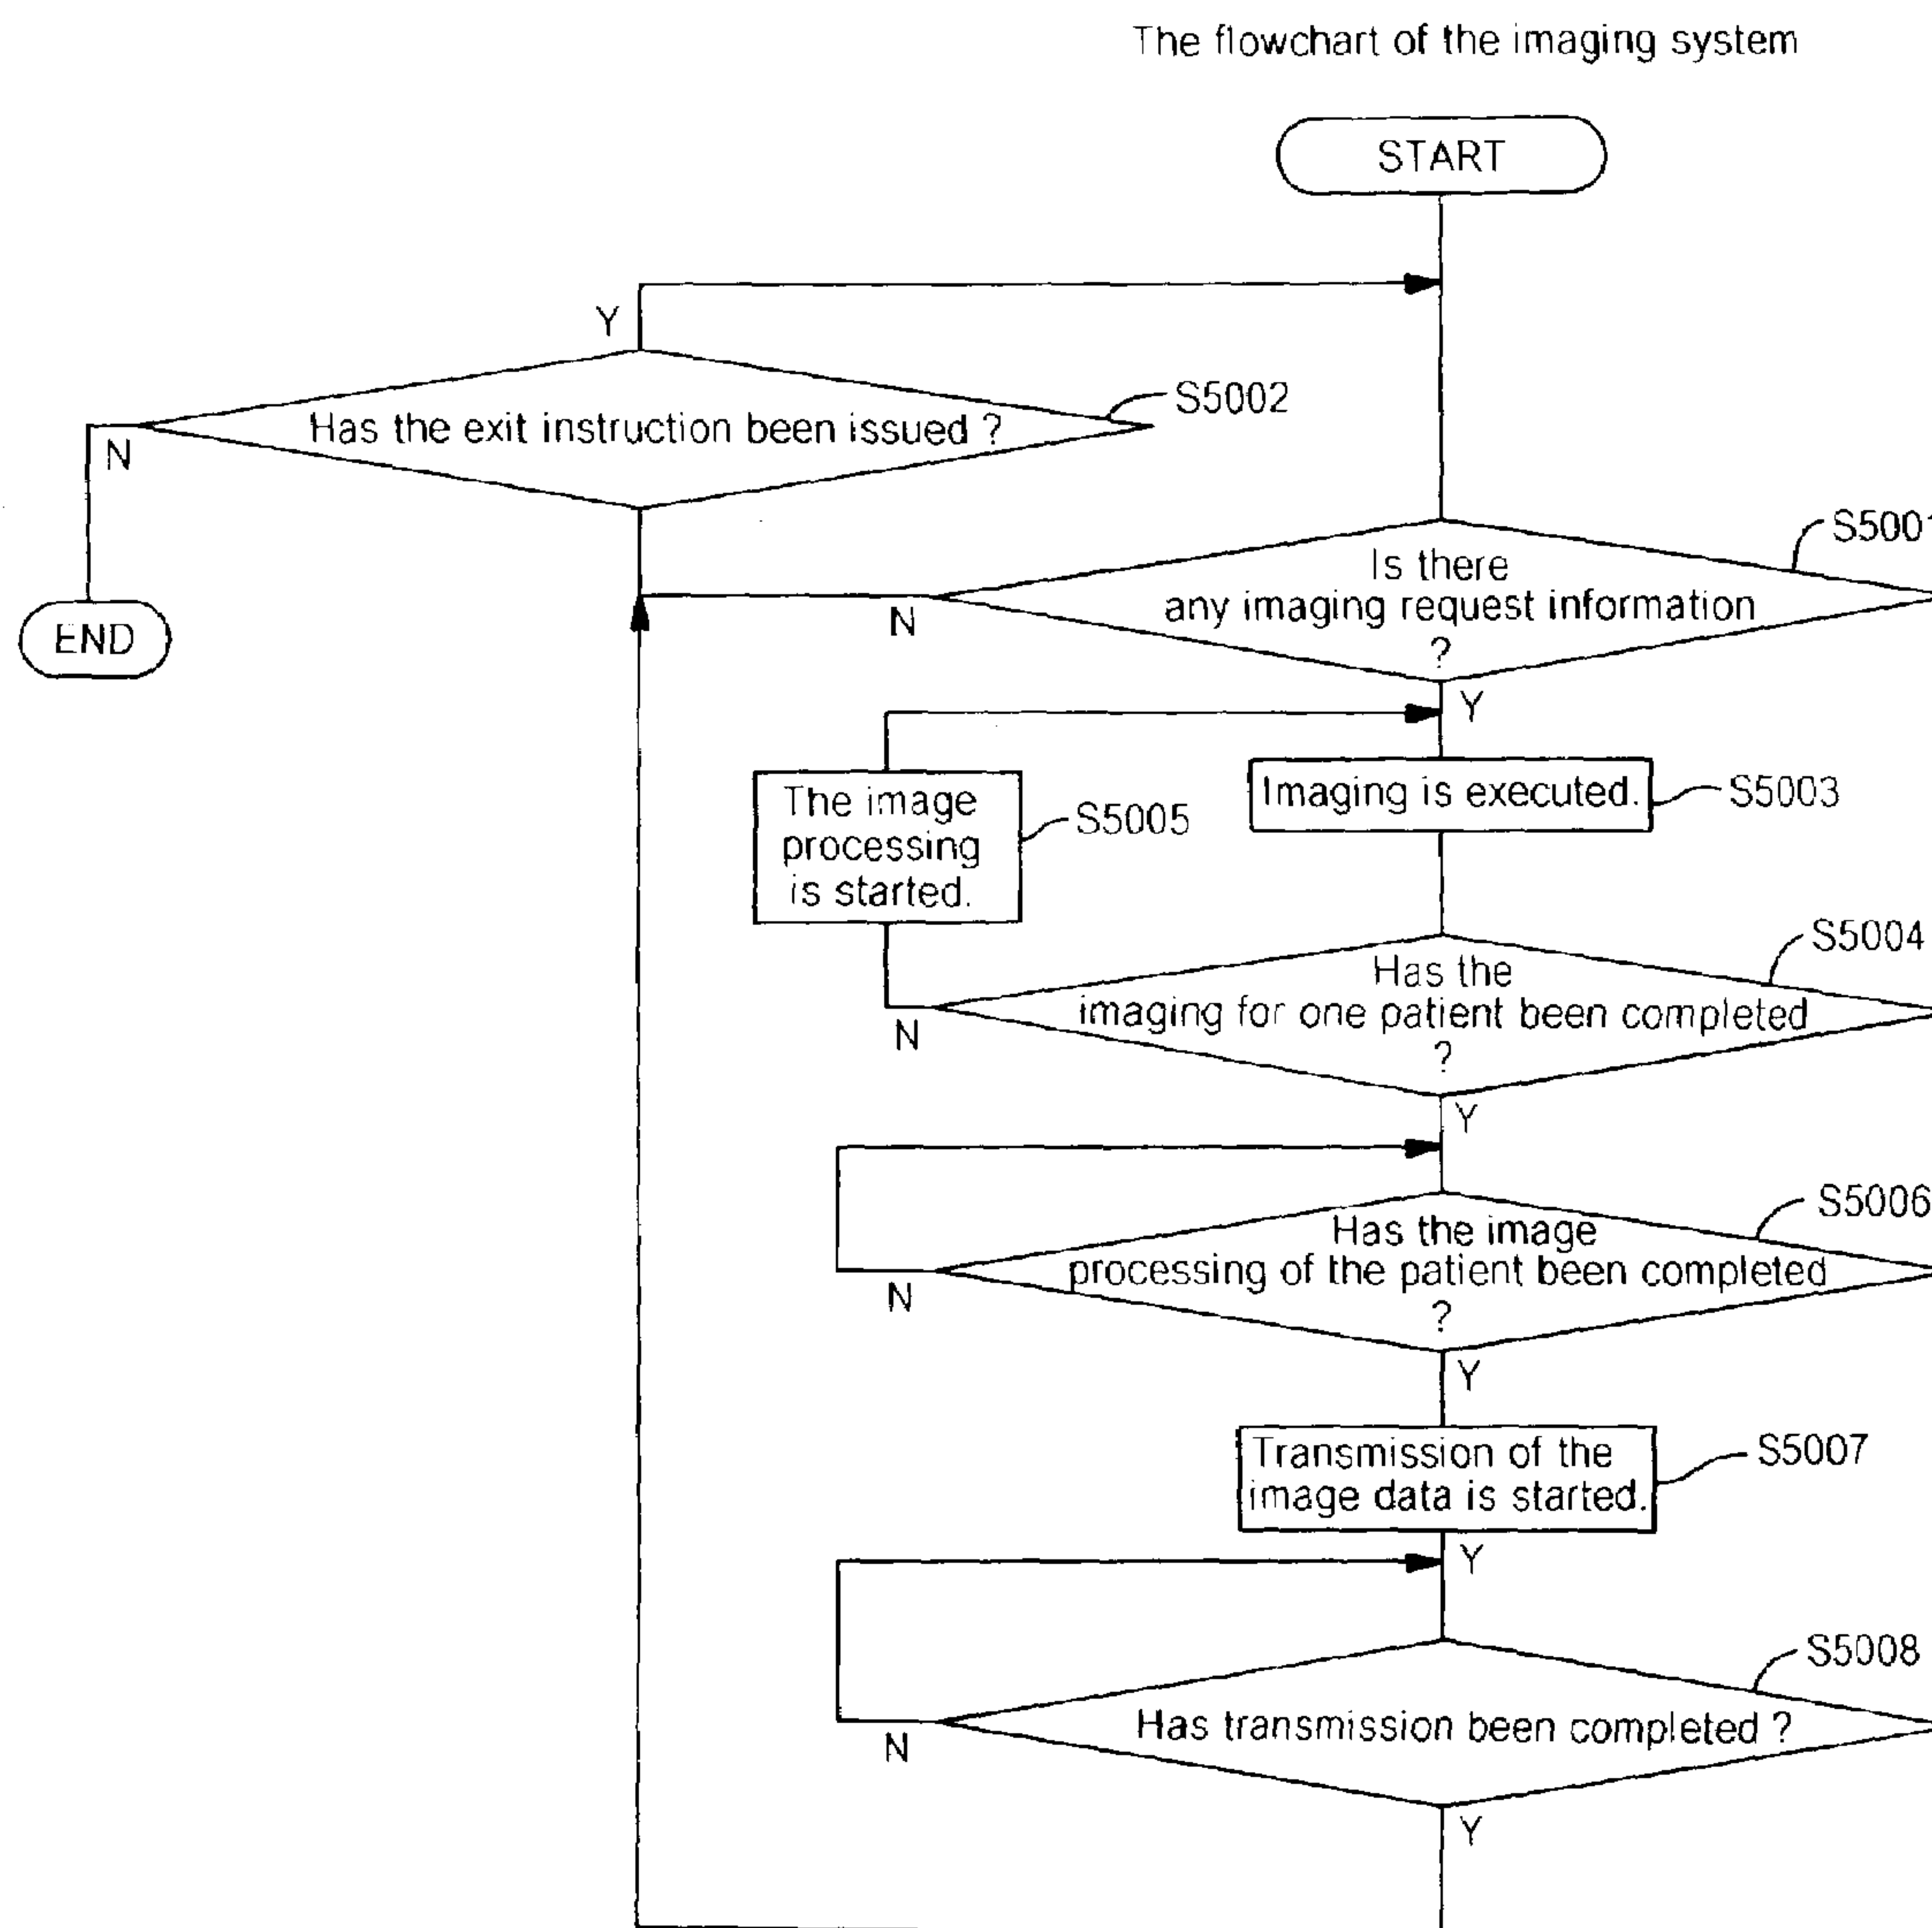 The flowchart of the imaging system
START
Y
Has the exit instruction been issued ?
S5002
N
END
S5001
Is there
any imaging request information
?
N
Y
The image
processing
is started.
S5005
Imaging is executed.
S5003
S5004
Has the
imaging for one patient been completed
?
N
Y
S5006
Has the image
processing of the patient been completed
?
N
Y
Transmission of the
image data is started.
S5007
Y
S5008
Has transmission been completed ?
N
Y